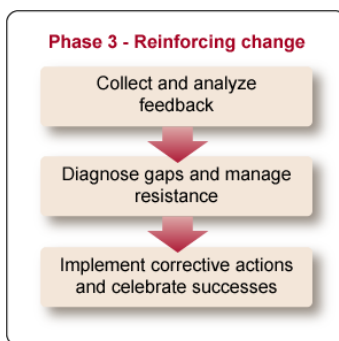 Phase 3 - Reinforcing change
Collect and analyze
feedback
Diagnose gaps and manage
resistance
Implement corrective actions
and celebrate successes